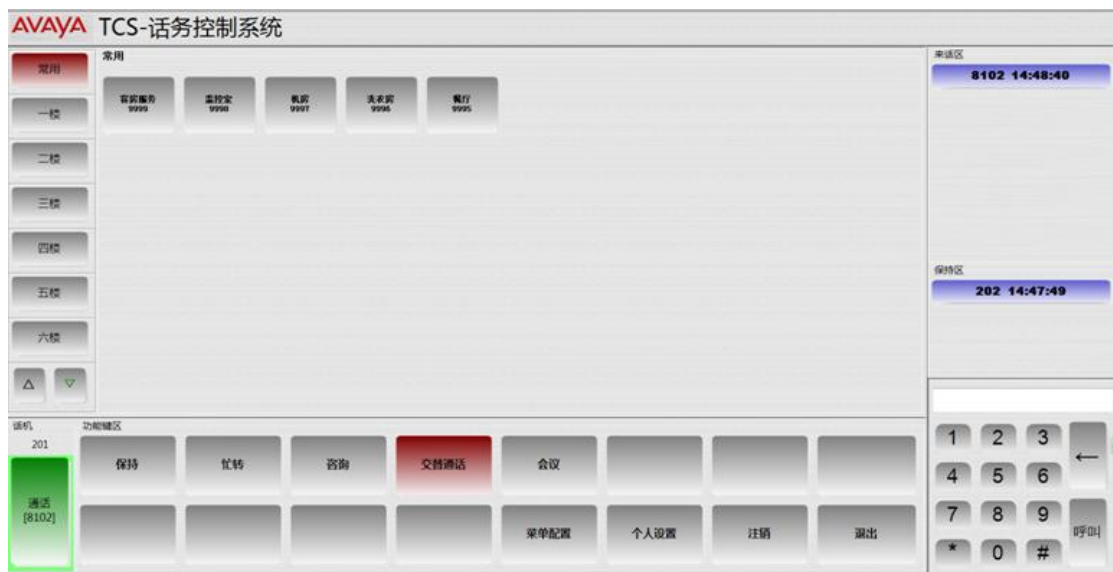 AVAYA TCS-话务控制系统
常用
一楼
二楼
三楼
四楼
五楼
六楼
△ ▽
常用
客房服务 监控室 机房 洗衣房 餐厅
9999 9998 9997 9996 9995
来话区
8102 14:48:40
保持区
202 14:47:49
话机
201
通话
[8102]
功能键区
保持 忙转 咨询 交替通话 会议
菜单配置 个人设置 注销 退出
1 2 3 ←
4 5 6
7 8 9 呼叫
* 0 #